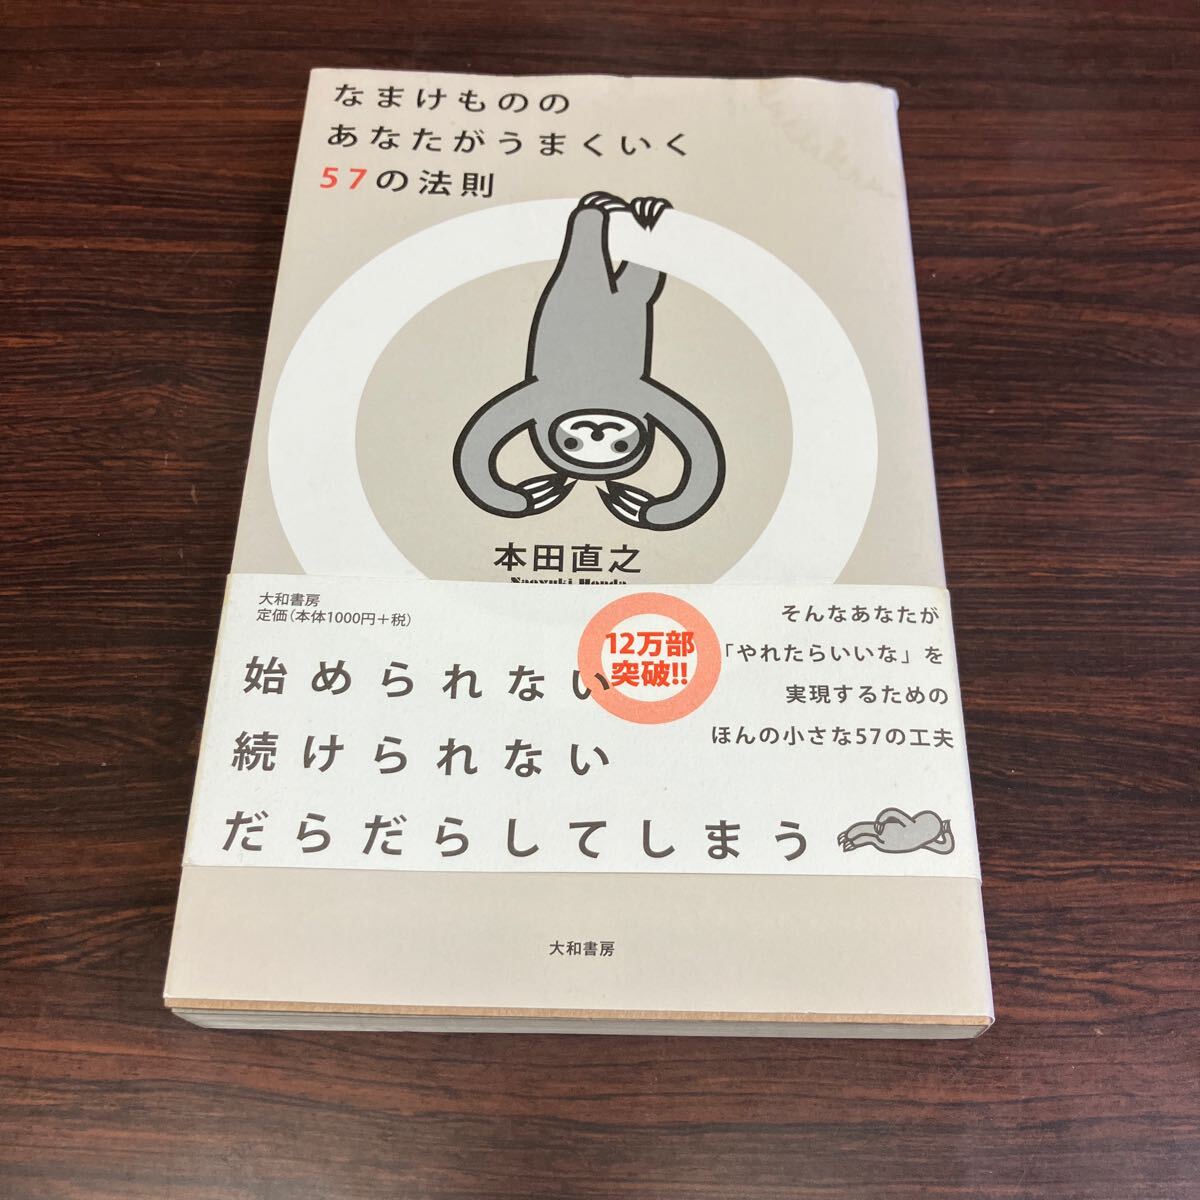 なまけものの
あなたがうまくいく
57の法則
本田直之
Naoyuki Honda
大和書房
定価(本体1000円+税)
12万部
突破!!
そんなあなたが
「やれたらいいな」を
実現するための
ほんの小さな57の工夫
始められない
続けられない
だらだらしてしまう
大和書房